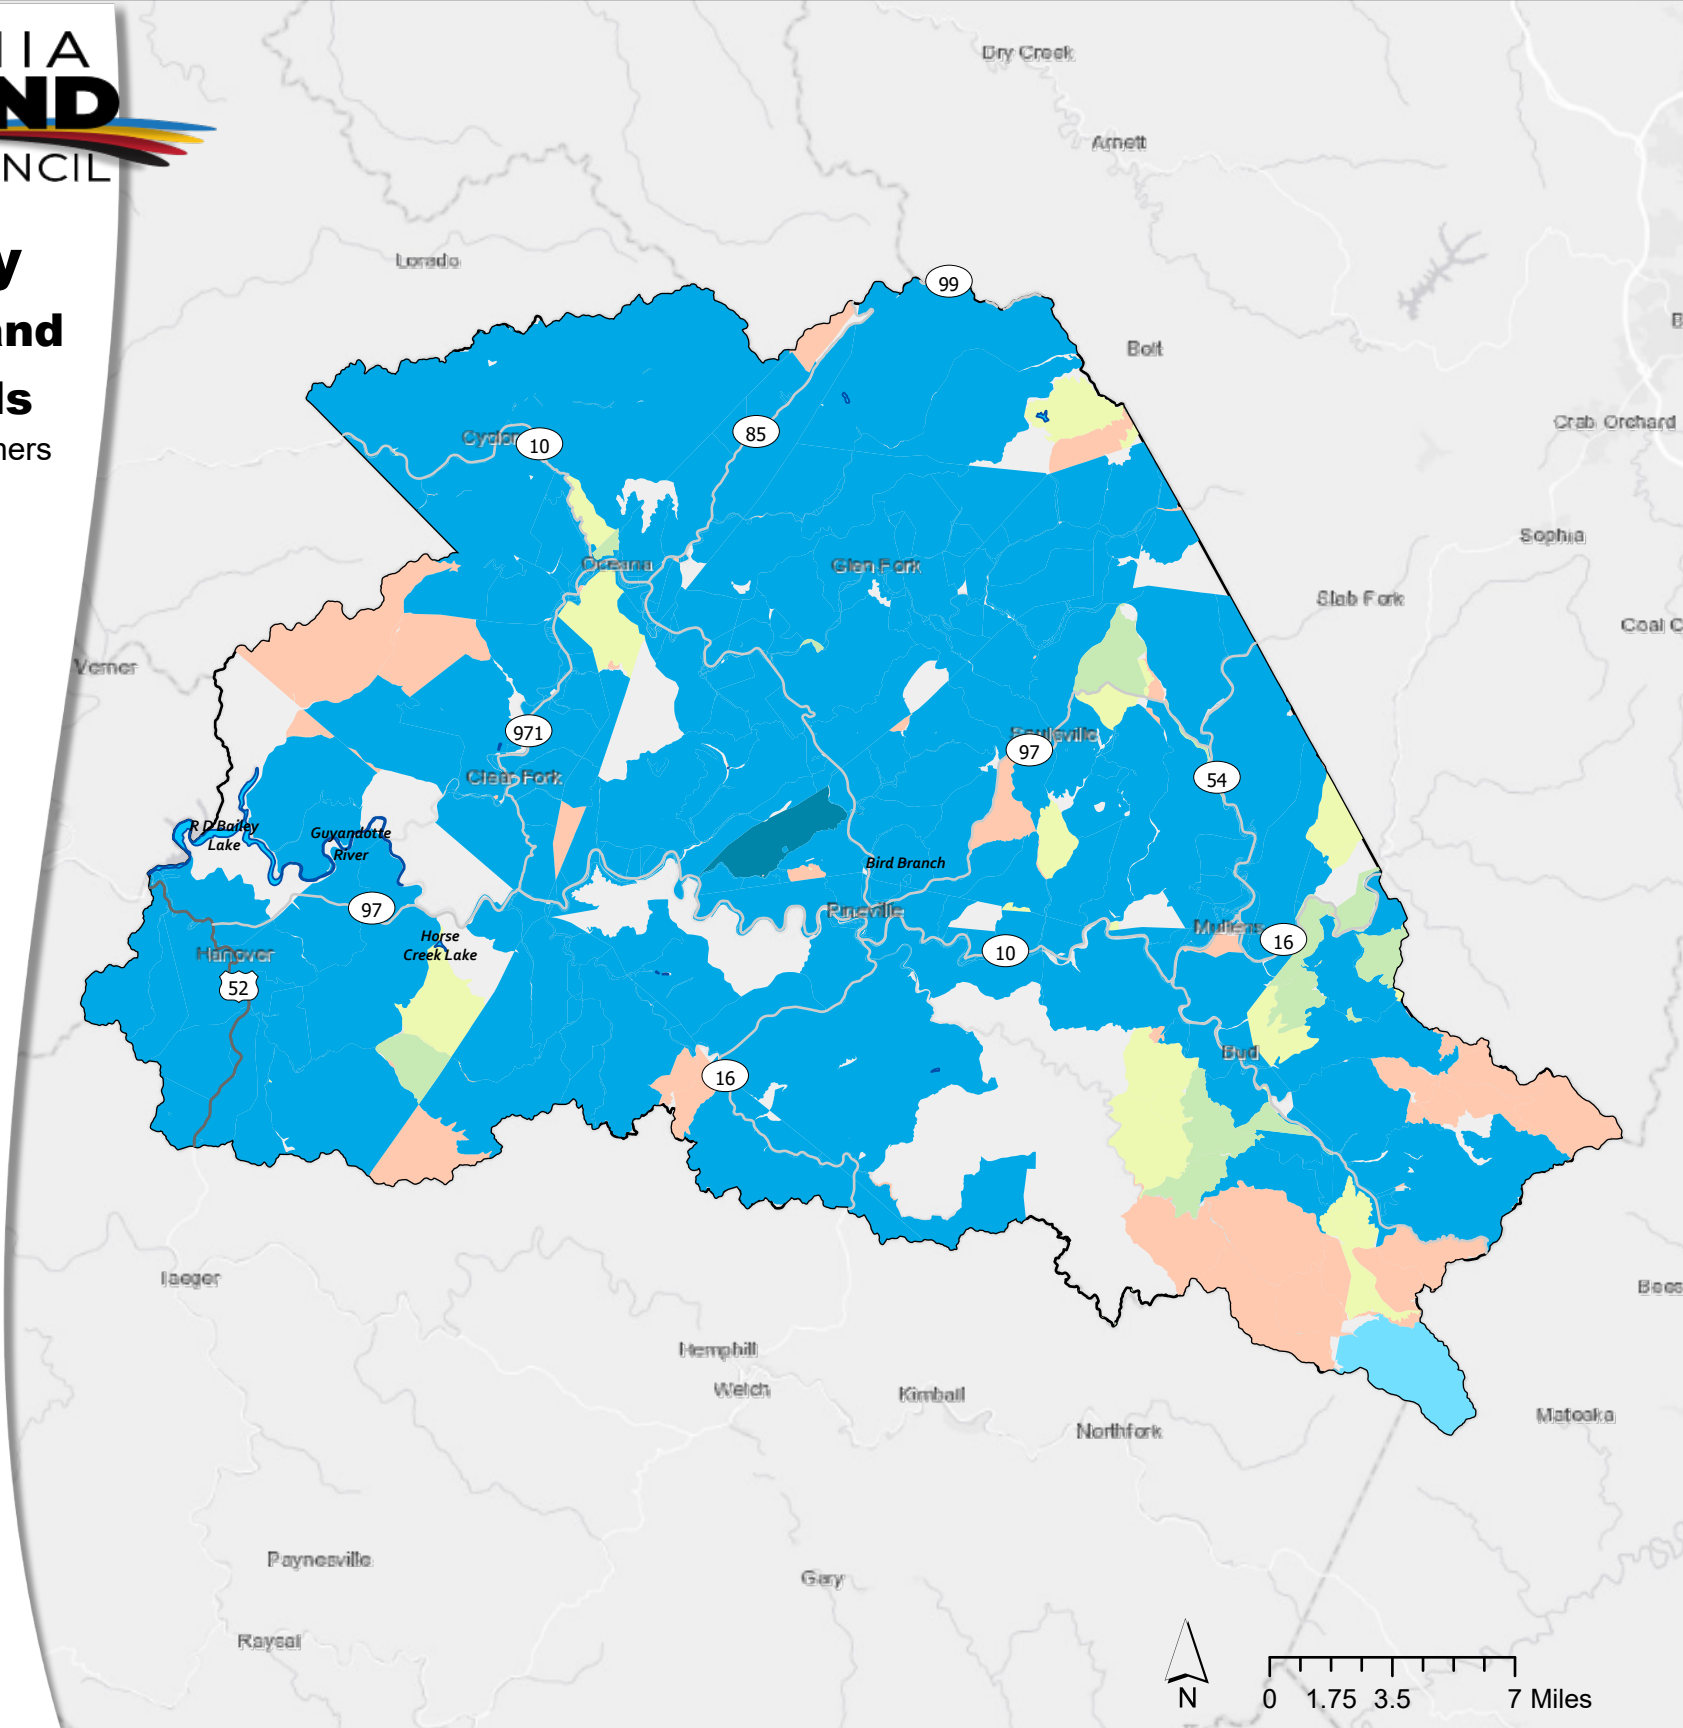 IIA
ND
NCIL
y
and
ls
ners
Dry Creek
Arnett
Lorado
99
Bolt
Crab Orchard
85
10
Sophia
Oceana
Glen Fork
Slab Fork
Coal C
Verner
971
97
54
Clear Fork
R D Bailey
Lake
Guyandotte
River
Bird Branch
97
Pineville
Mullens
16
Horse
Creek Lake
10
Hanover
52
Bud
16
Iaeger
Hemphill
Welch
Kimball
Northfork
Matoaka
Paynesville
Gary
Raysal
N
0 1.75 3.5 7 Miles